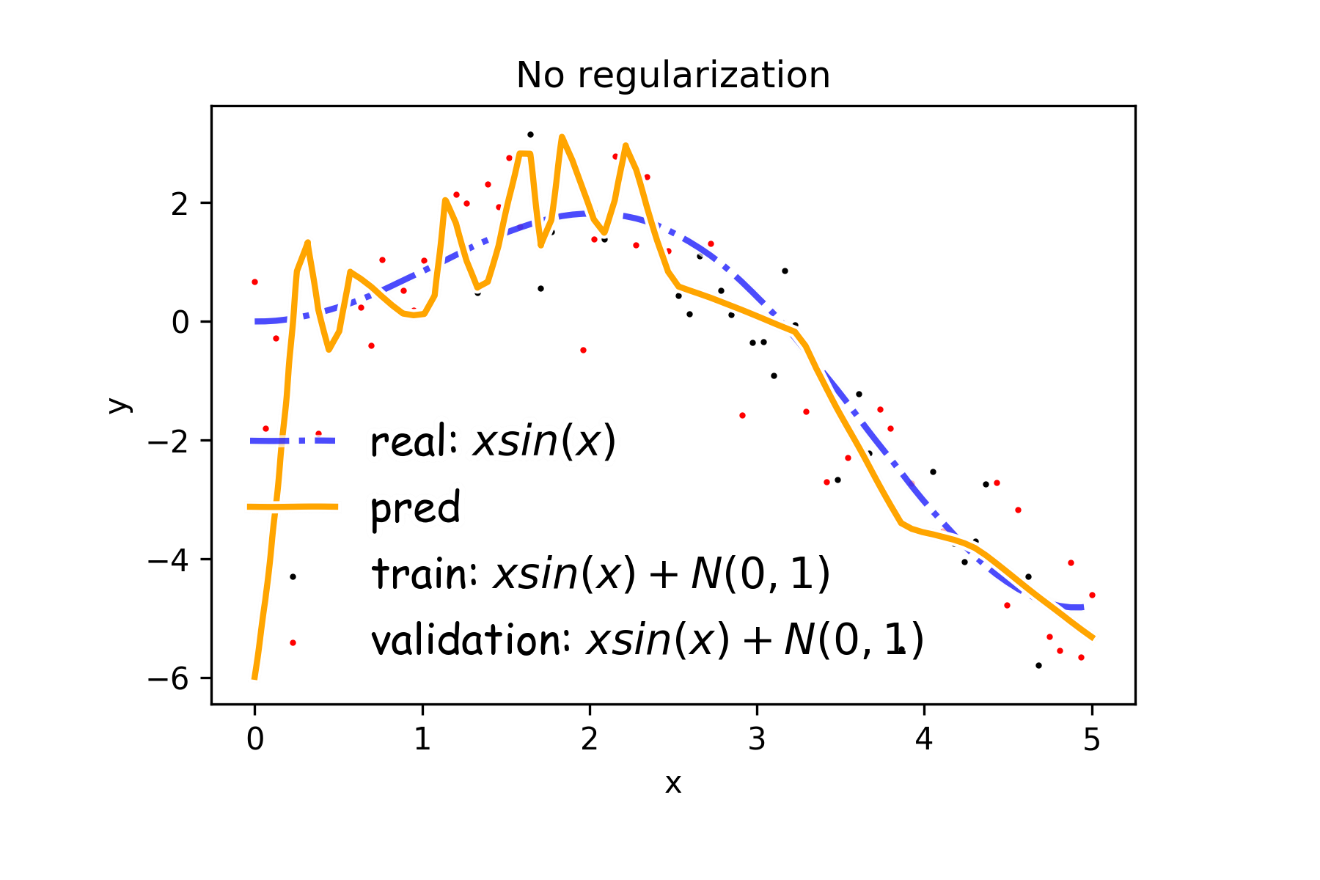 No regularization
y
2
0
−2
−4
−6
real: xsin(x)
pred
train: xsin(x) + N(0, 1)
validation: xsin(x) + N(0, 1)
0 1 2 3 4 5
x